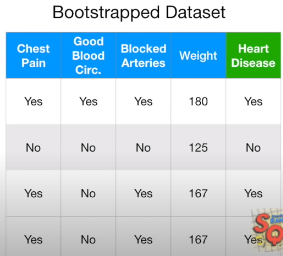 Bootstrapped Dataset
Chest Pain Good Blood Circ. Blocked Arteries Weight Heart Disease
Yes Yes Yes 180 Yes
No No No 125 No
Yes No Yes 167 Yes
Yes No Yes 167 Yes
SQ